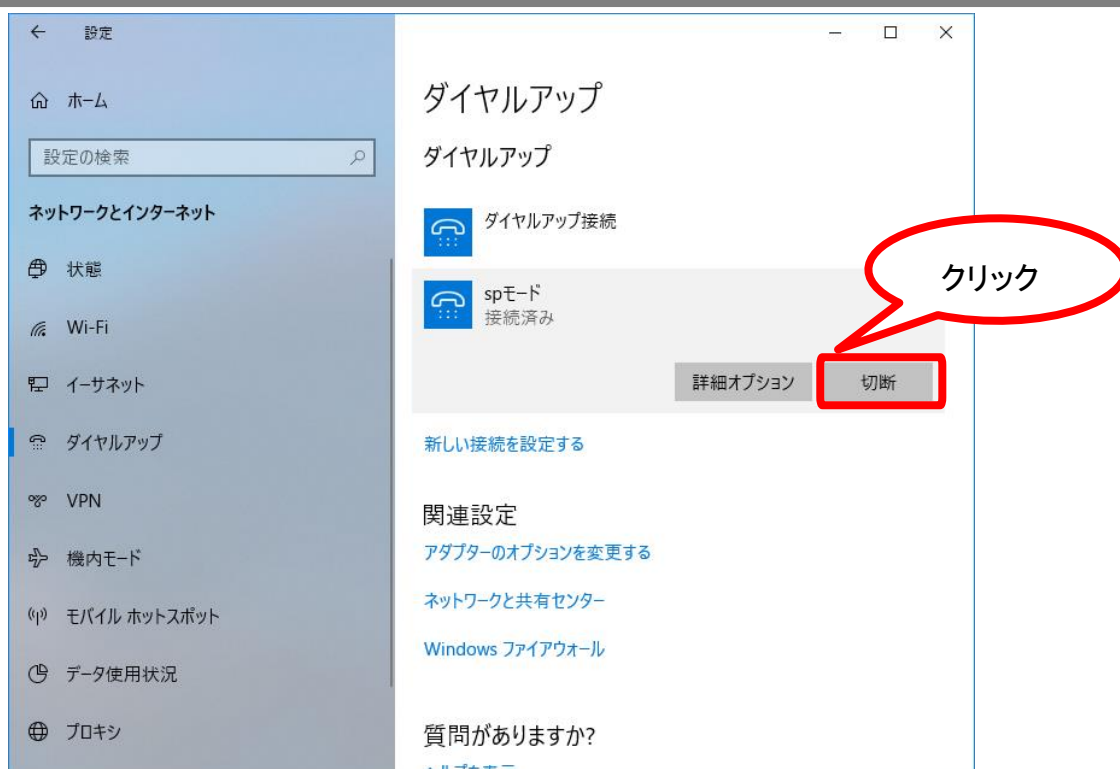 設定
ホーム
設定の検索
ネットワークとインターネット
状態
Wi-Fi
イーサネット
ダイヤルアップ
VPN
機内モード
モバイル ホットスポット
データ使用状況
プロキシ
ダイヤルアップ
ダイヤルアップ
ダイヤルアップ接続
spモード
接続済み
クリック
詳細オプション
切断
新しい接続を設定する
関連設定
アダプターのオプションを変更する
ネットワークと共有センター
Windows ファイアウォール
質問がありますか?